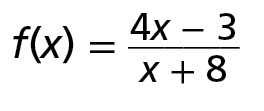 f(x) = (4x − 3)/(x + 8)